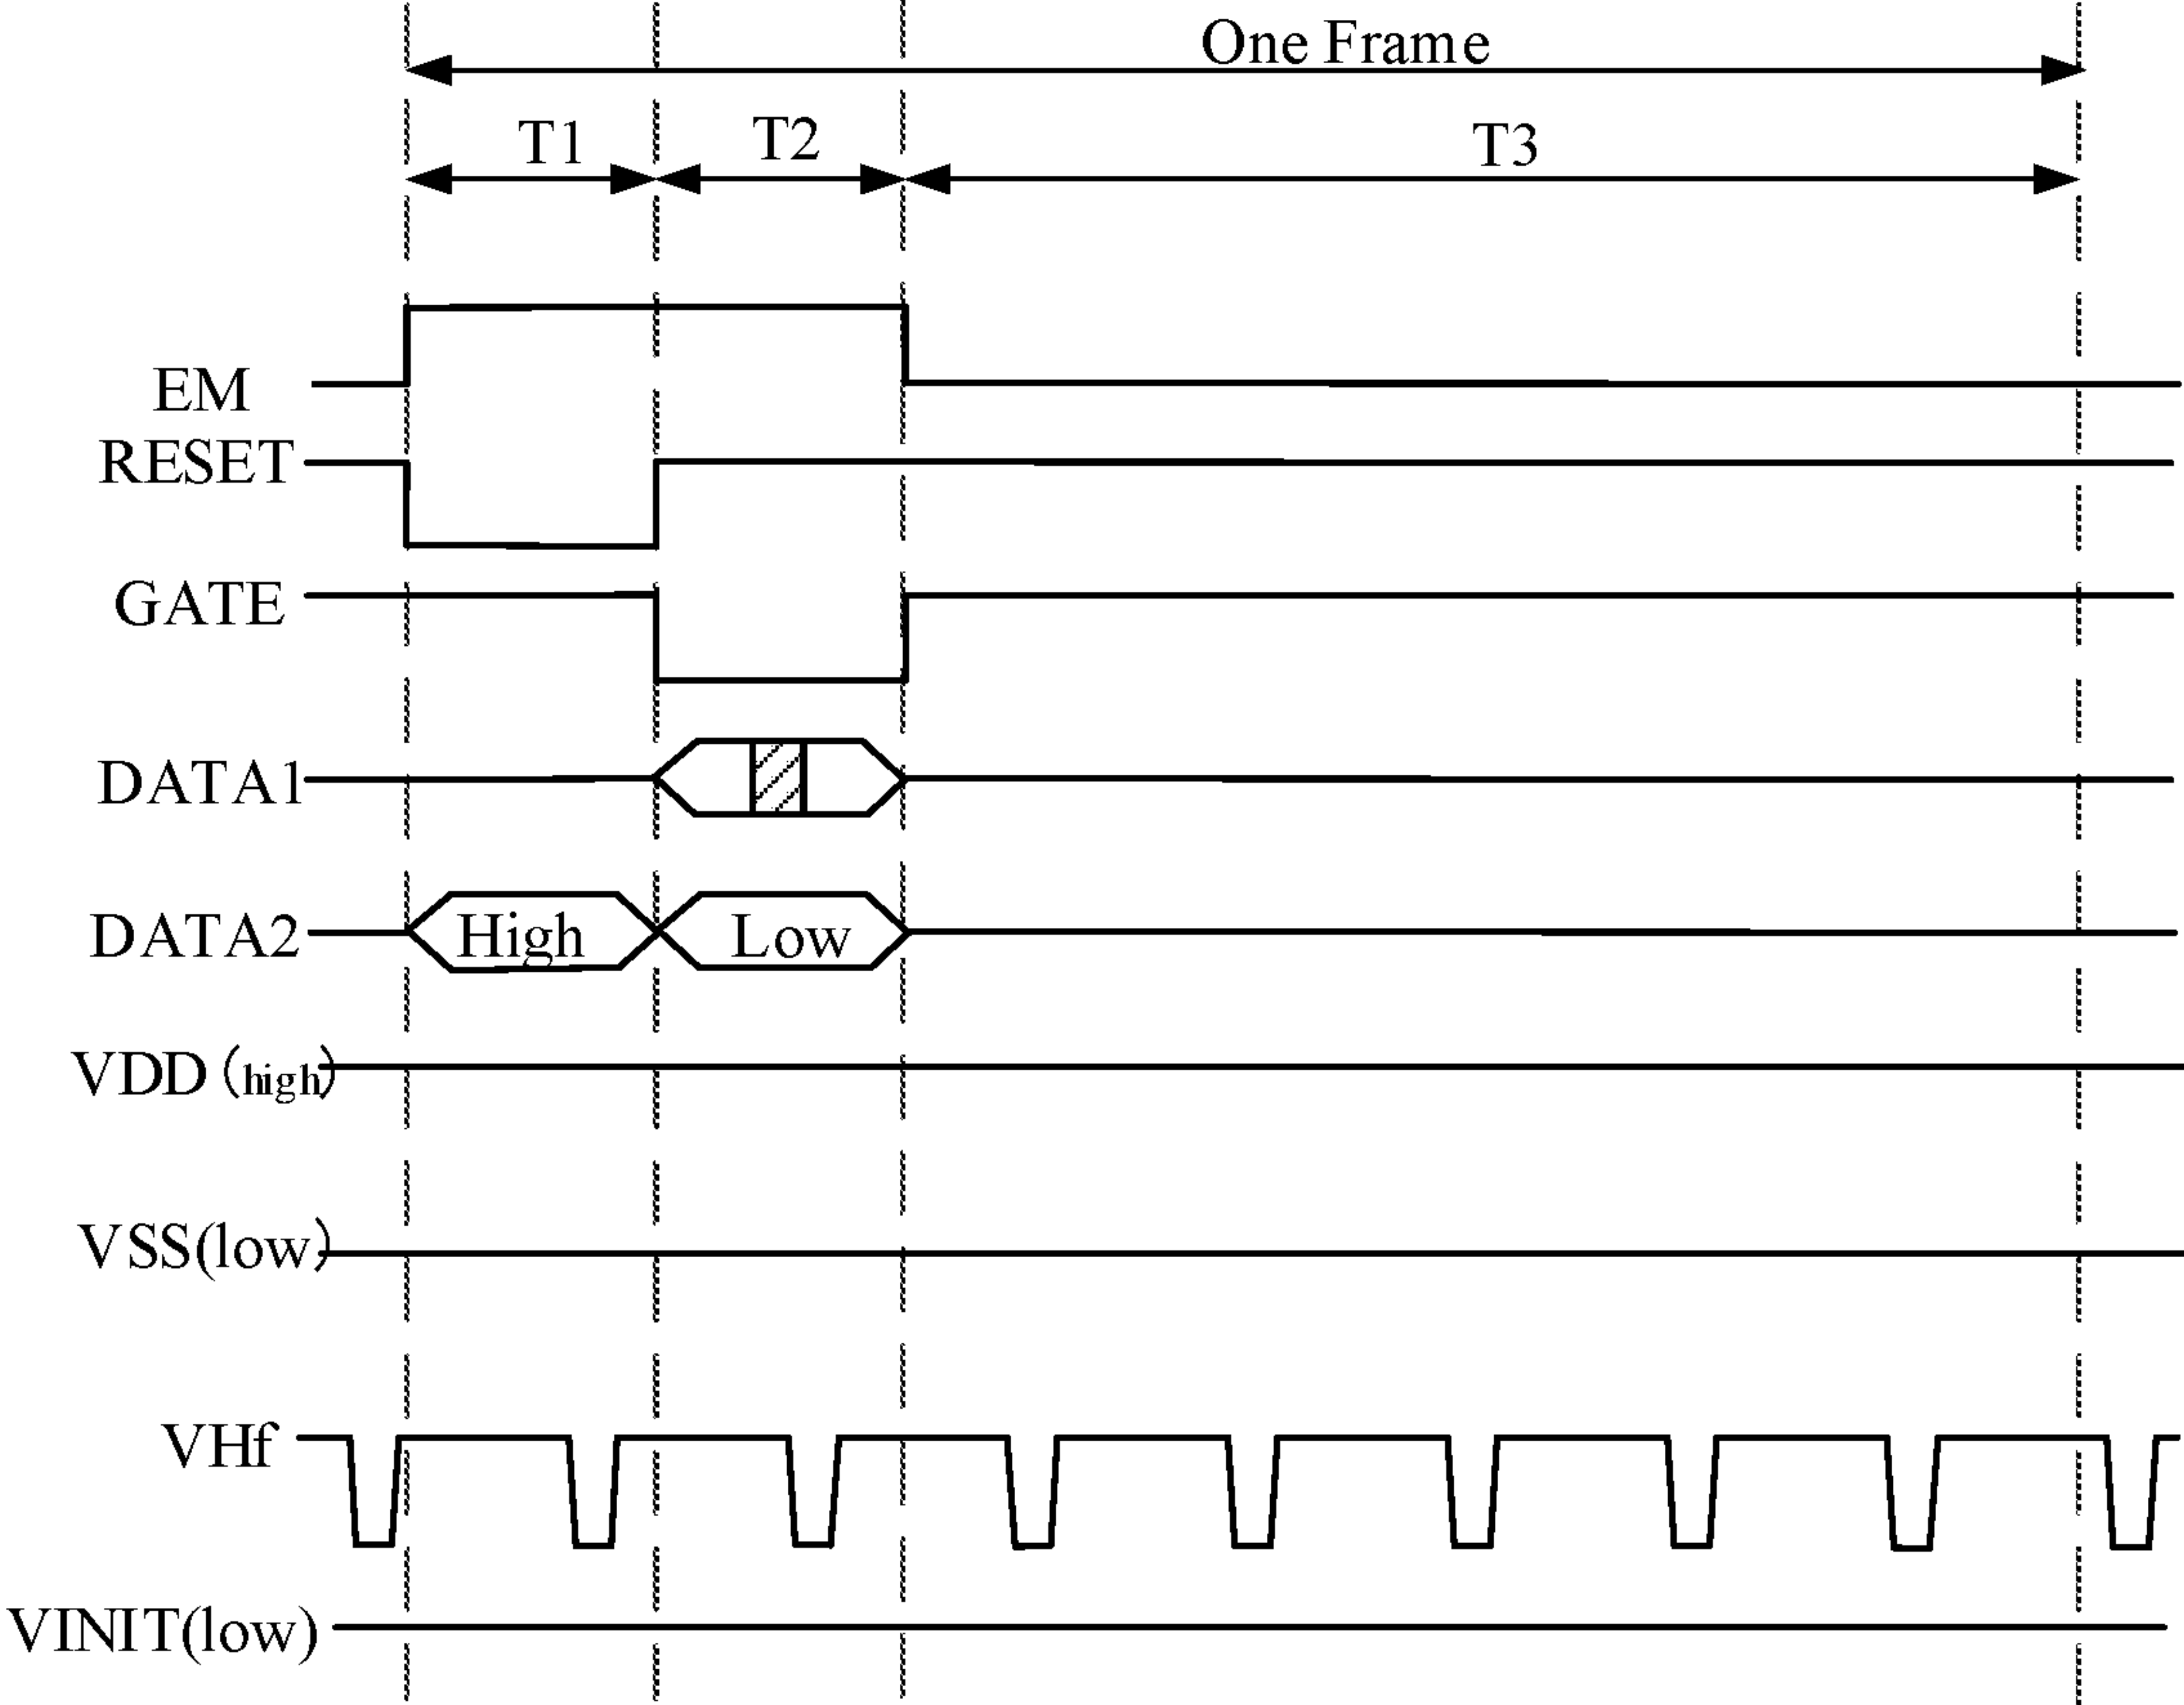 One Frame
T1 T2 T3
EM
RESET
GATE
DATA1
DATA2 High Low
VDD (high)
VSS(low)
VHf
VINIT(low)